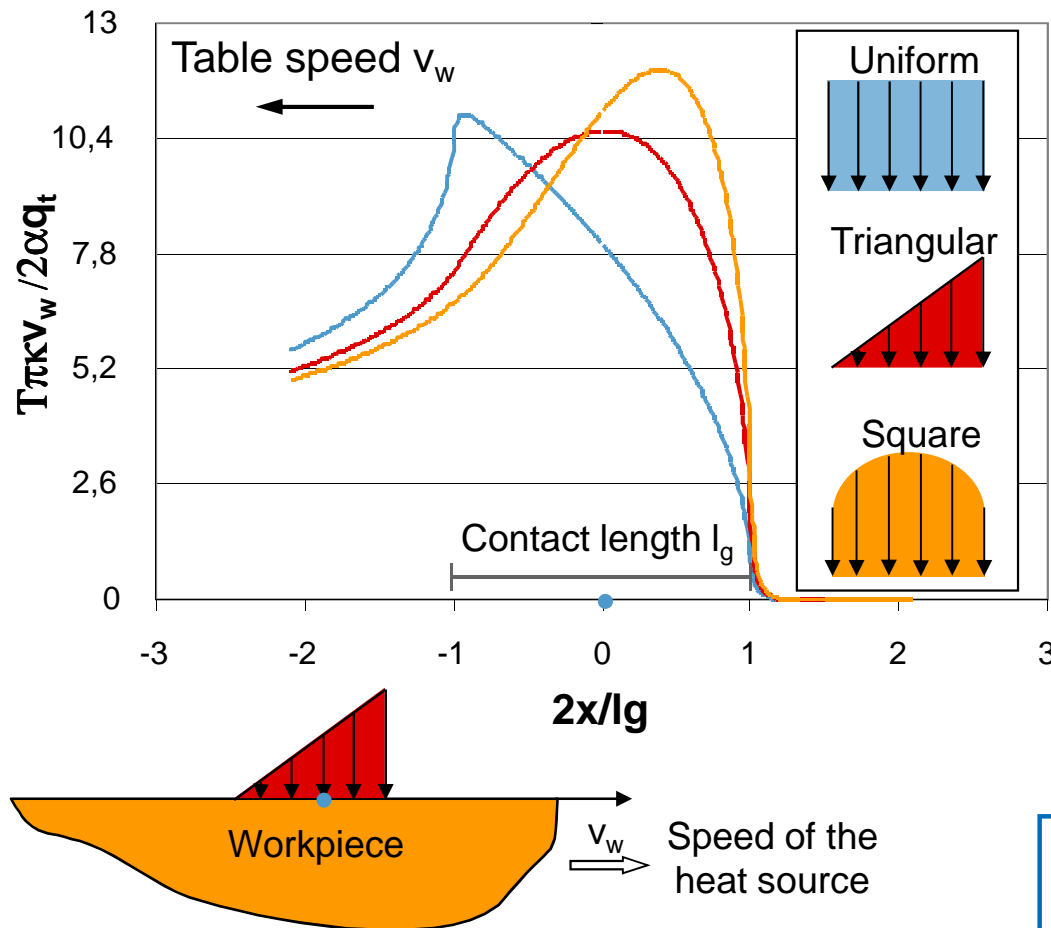 13
10,4
7,8
5,2
2,6
0
Tπκv_w/2αq_t
Table speed v_w
Uniform
Triangular
Square
Contact length l_g
-3 -2 -1 0 1 2 3
2x/lg
Workpiece
v_w
Speed of the
heat source